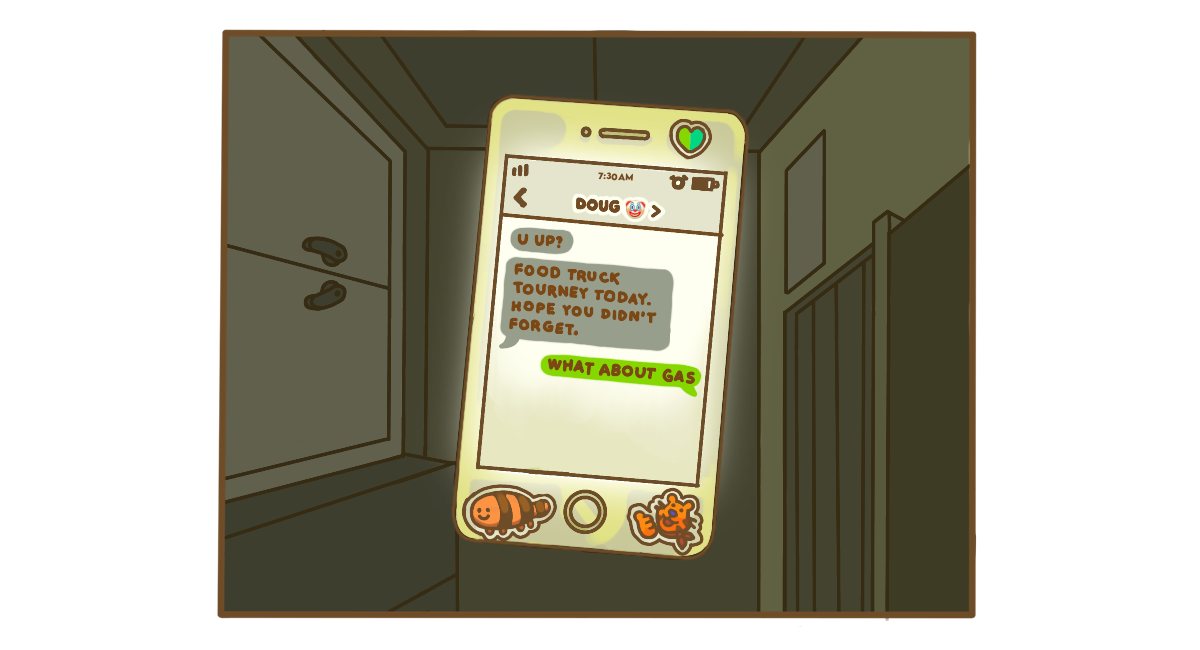 7:30AM
DOUG 🤡
U UP?
FOOD TRUCK
TOURNEY TODAY.
HOPE YOU DIDN'T
FORGET.
WHAT ABOUT GAS